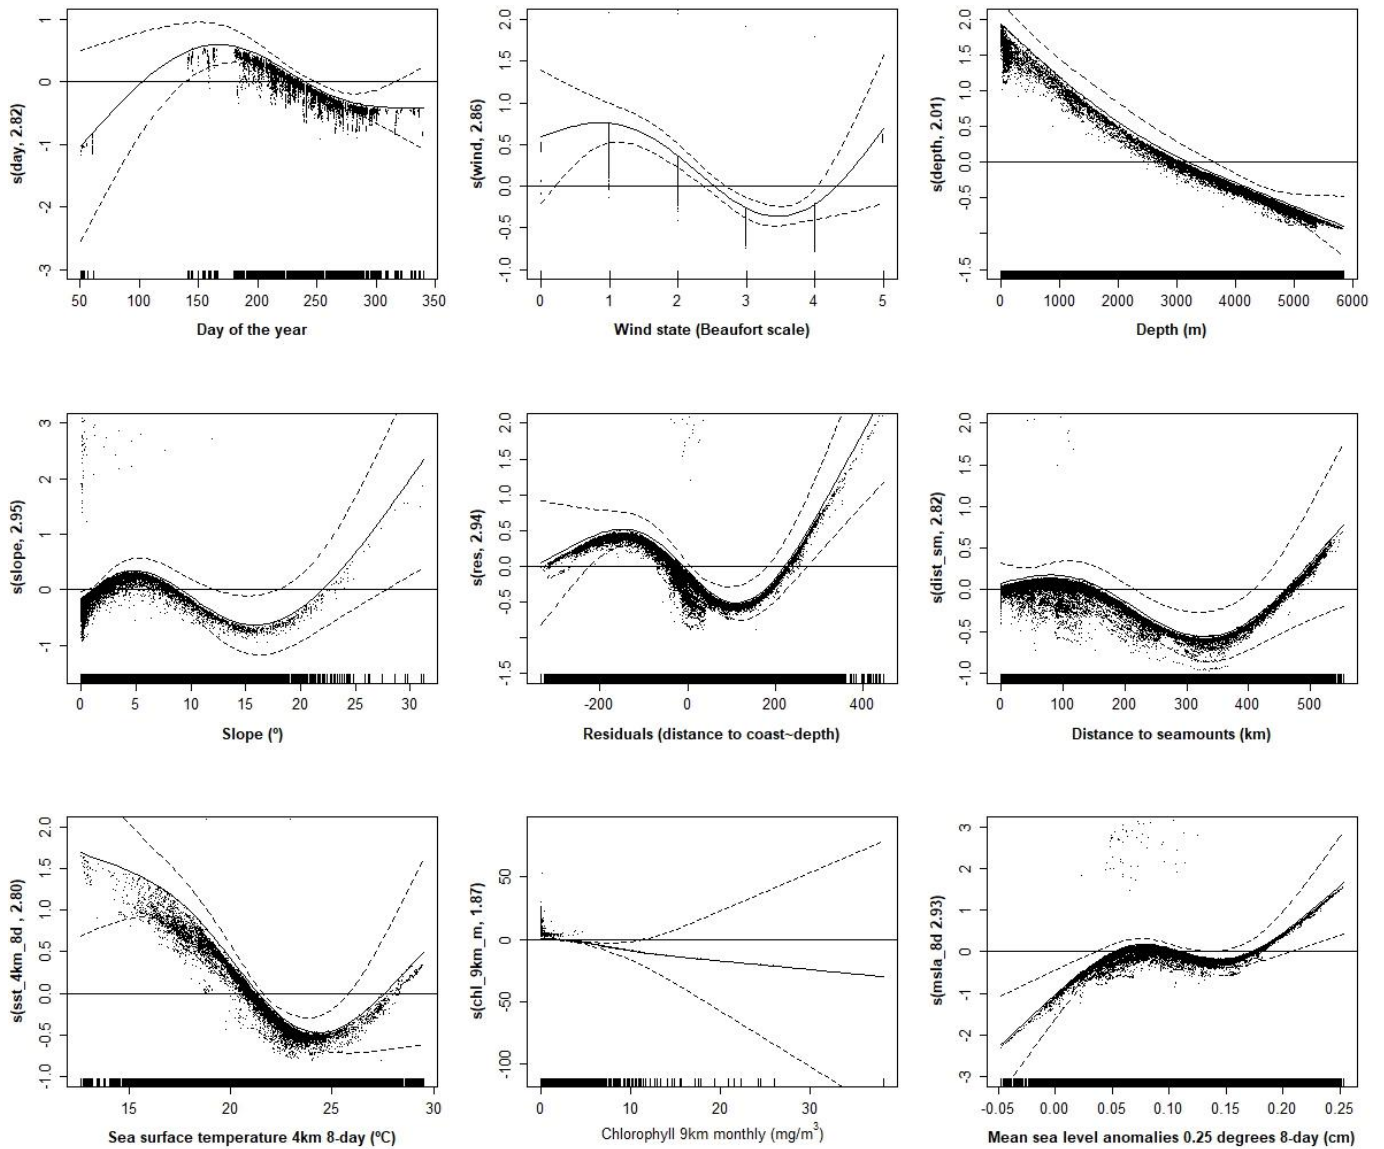 s(day, 2.82)
1
0
-1
-2
-3
50 100 150 200 250 300 350
Day of the year
s(wind, 2.86)
2.0
1.5
1.0
0.5
0.0
-0.5
-1.0
0 1 2 3 4 5
Wind state (Beaufort scale)
s(depth, 2.01)
2.0
1.5
1.0
0.5
0.0
-0.5
-1.5
0 1000 2000 3000 4000 5000 6000
Depth (m)
s(slope, 2.95)
3
2
1
0
-1
0 5 10 15 20 25 30
Slope (º)
s(res, 2.94)
2.0
1.5
1.0
0.5
0.0
-0.5
-1.5
-200 0 200 400
Residuals (distance to coast~depth)
s(dist_sm, 2.82)
2.0
1.5
1.0
0.5
0.0
-0.5
-1.0
0 100 200 300 400 500
Distance to seamounts (km)
s(sst_4km_8d, 2.80)
2.0
1.5
1.0
0.5
0.0
-0.5
-1.0
15 20 25 30
Sea surface temperature 4km 8-day (ºC)
s(chl_9km_m, 1.87)
50
0
-50
-100
0 10 20 30
Chlorophyll 9km monthly (mg/m³)
s(msla_8d 2.93)
3
2
1
0
-1
-2
-3
-0.05 0.00 0.05 0.10 0.15 0.20 0.25
Mean sea level anomalies 0.25 degrees 8-day (cm)